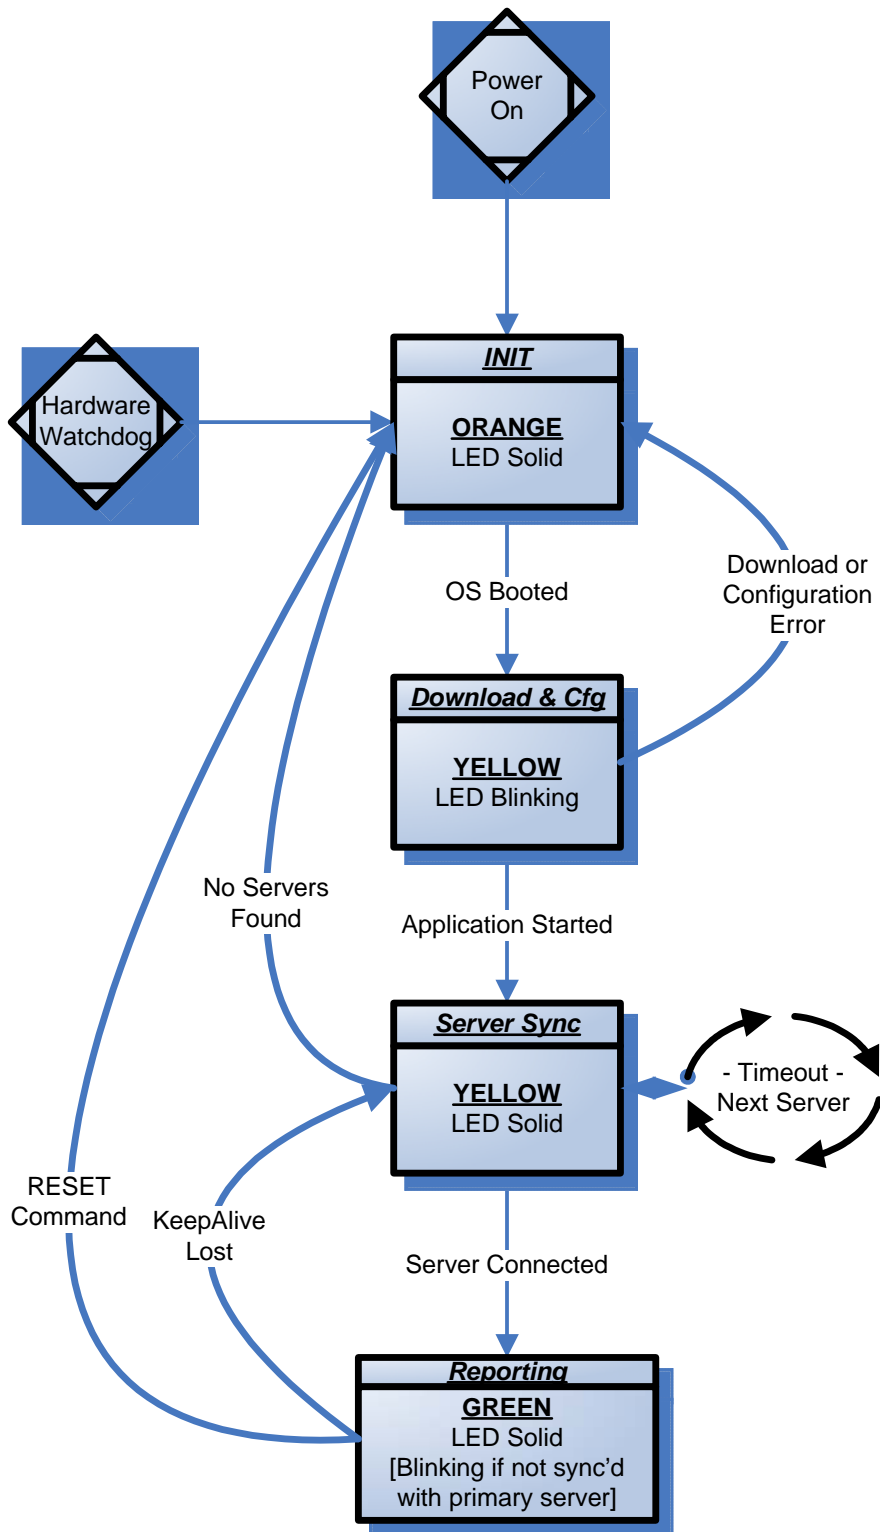 Power
On
Hardware
Watchdog
INIT
ORANGE
LED Solid
OS Booted
Download or
Configuration
Error
Download & Cfg
YELLOW
LED Blinking
No Servers
Found
Application Started
Server Sync
YELLOW
LED Solid
- Timeout -
Next Server
RESET
Command
KeepAlive
Lost
Server Connected
Reporting
GREEN
LED Solid
[Blinking if not sync’d
with primary server]